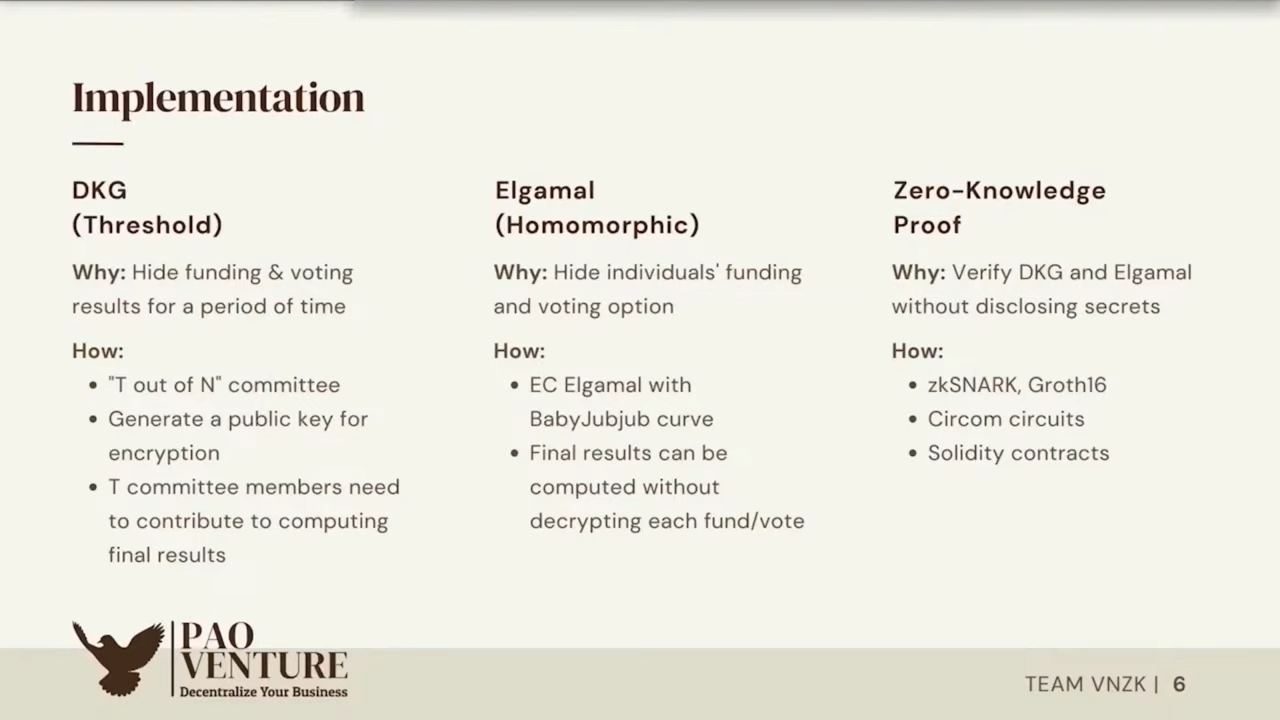 Implementation
DKG
(Threshold)
Why: Hide funding & voting
results for a period of time
How:
• "T out of N" committee
• Generate a public key for
encryption
• T committee members need
to contribute to computing
final results
Elgamal
(Homomorphic)
Why: Hide individuals' funding
and voting option
How:
• EC Elgamal with
BabyJubjub curve
• Final results can be
computed without
decrypting each fund/vote
Zero-Knowledge
Proof
Why: Verify DKG and Elgamal
without disclosing secrets
How:
• zkSNARK, Groth16
• Circom circuits
• Solidity contracts
PAO
VENTURE
Decentralize Your Business
TEAM VNZK | 6